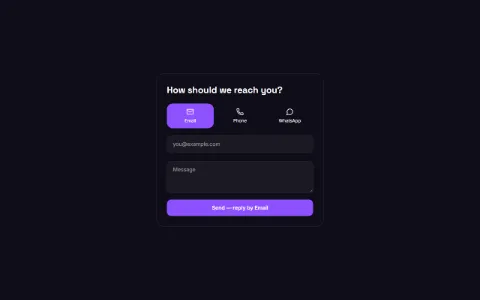 How should we reach you?
Email
Phone
WhatsApp
you@example.com
Message
Send — reply by Email